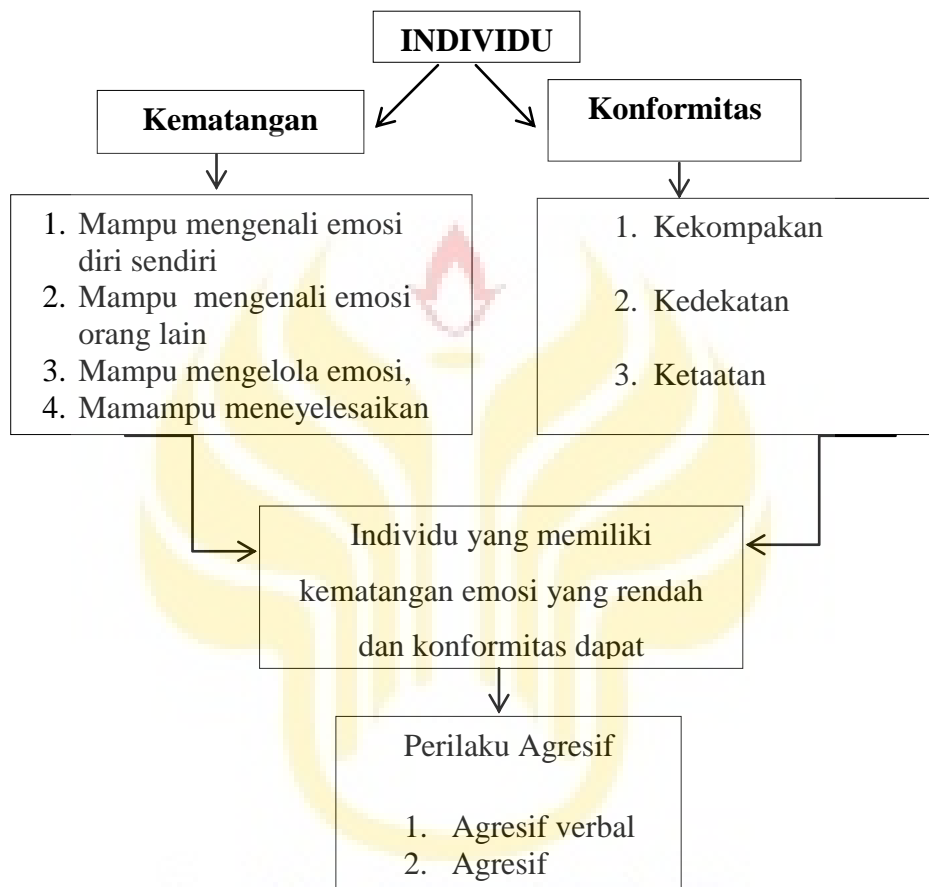 INDIVIDU
Kematangan
Konformitas
1. Mampu mengenali emosi
diri sendiri
2. Mampu mengenali emosi
orang lain
3. Mampu mengelola emosi,
4. Mamampu meneyelesaikan
1. Kekompakan
2. Kedekatan
3. Ketaatan
Individu yang memiliki
kematangan emosi yang rendah
dan konformitas dapat
Perilaku Agresif
1. Agresif verbal
2. Agresif